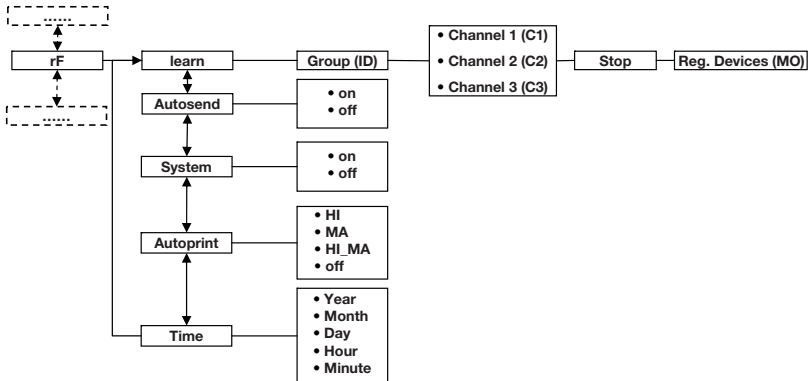 ......
rF
......
learn
Group (ID)
• Channel 1 (C1)
• Channel 2 (C2)
• Channel 3 (C3)
Stop
Reg. Devices (MO)
Autosend
• on
• off
System
• on
• off
Autoprint
• HI
• MA
• HI_MA
• off
Time
• Year
• Month
• Day
• Hour
• Minute